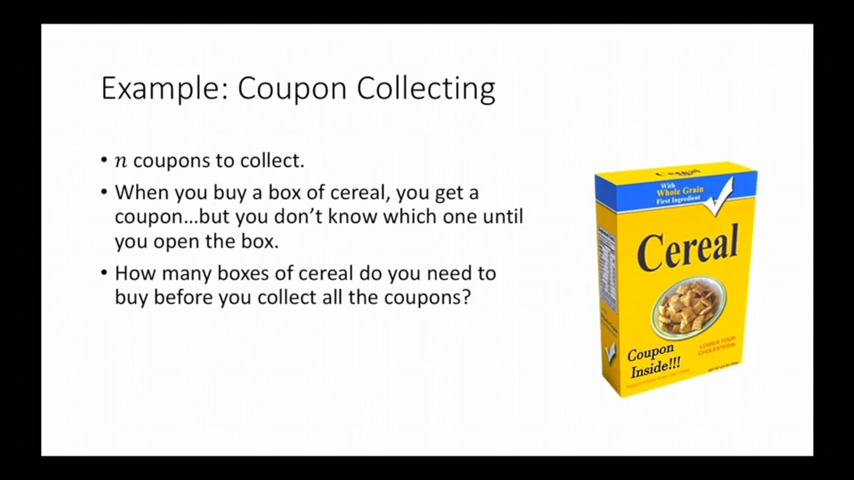 Example: Coupon Collecting
• n coupons to collect.
• When you buy a box of cereal, you get a
coupon...but you don't know which one until
you open the box.
• How many boxes of cereal do you need to
buy before you collect all the coupons?
Cereal
With
Whole Grain
First Ingredient
Cereal
Coupon
Inside!!!
LOWER YOUR
CHOLESTERAL